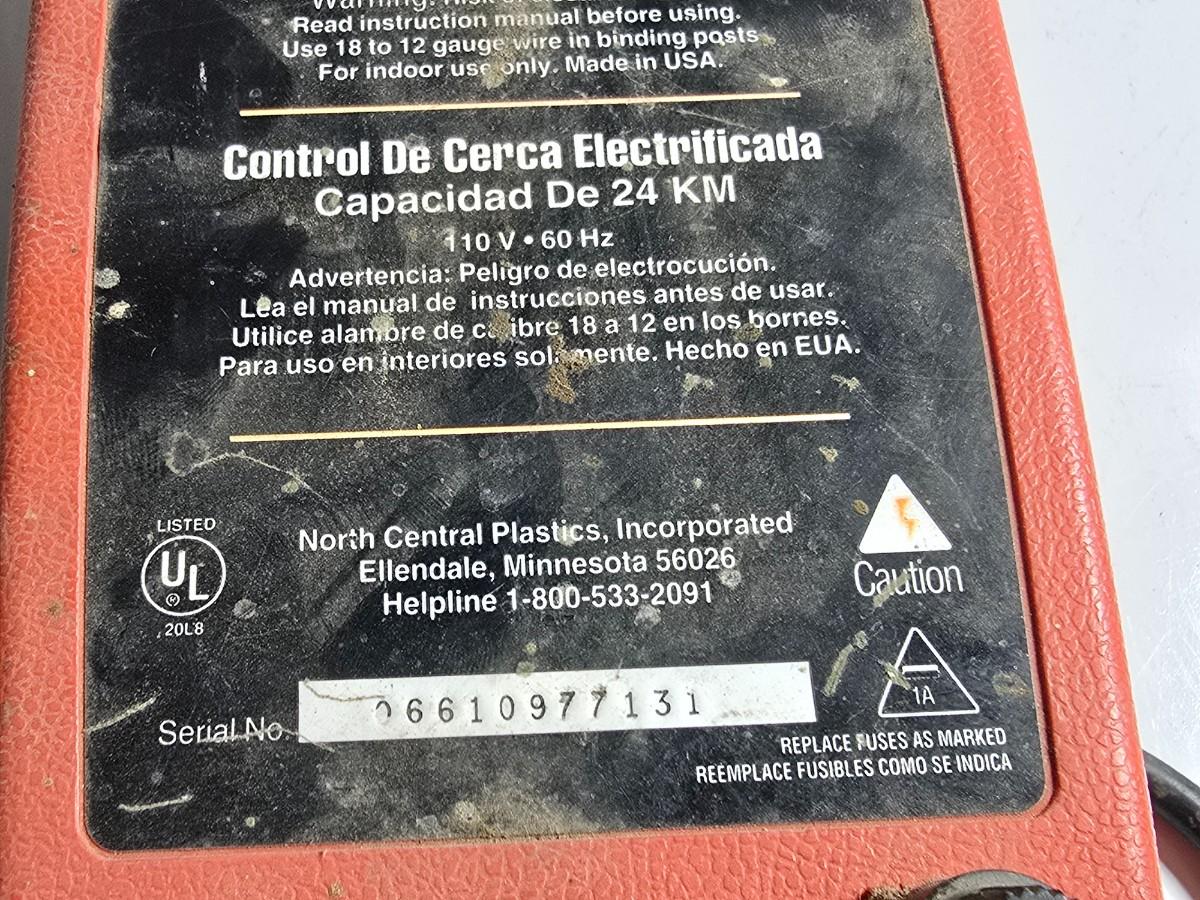 Warning: Risk of
Read instruction manual before using.
Use 18 to 12 gauge wire in binding posts
For indoor use only. Made in USA.
Control De Cerca Electrificada
Capacidad De 24 KM
110 V • 60 Hz
Advertencia: Peligro de electrocución.
Lea el manual de instrucciones antes de usar.
Utilice alambre de calibre 18 a 12 en los bornes.
Para uso en interiores solamente. Hecho en EUA.
LISTED
UL
®
20L8
North Central Plastics, Incorporated
Ellendale, Minnesota 56026
Helpline 1-800-533-2091
Caution
1A
Serial No
06610977131
REPLACE FUSES AS MARKED
REEMPLACE FUSIBLES COMO SE INDICA